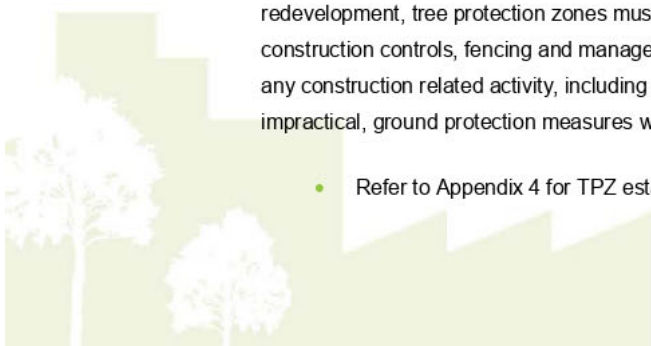 redevelopment, tree protection zones mus
construction controls, fencing and manage
any construction related activity, including
impractical, ground protection measures w
• Refer to Appendix 4 for TPZ est